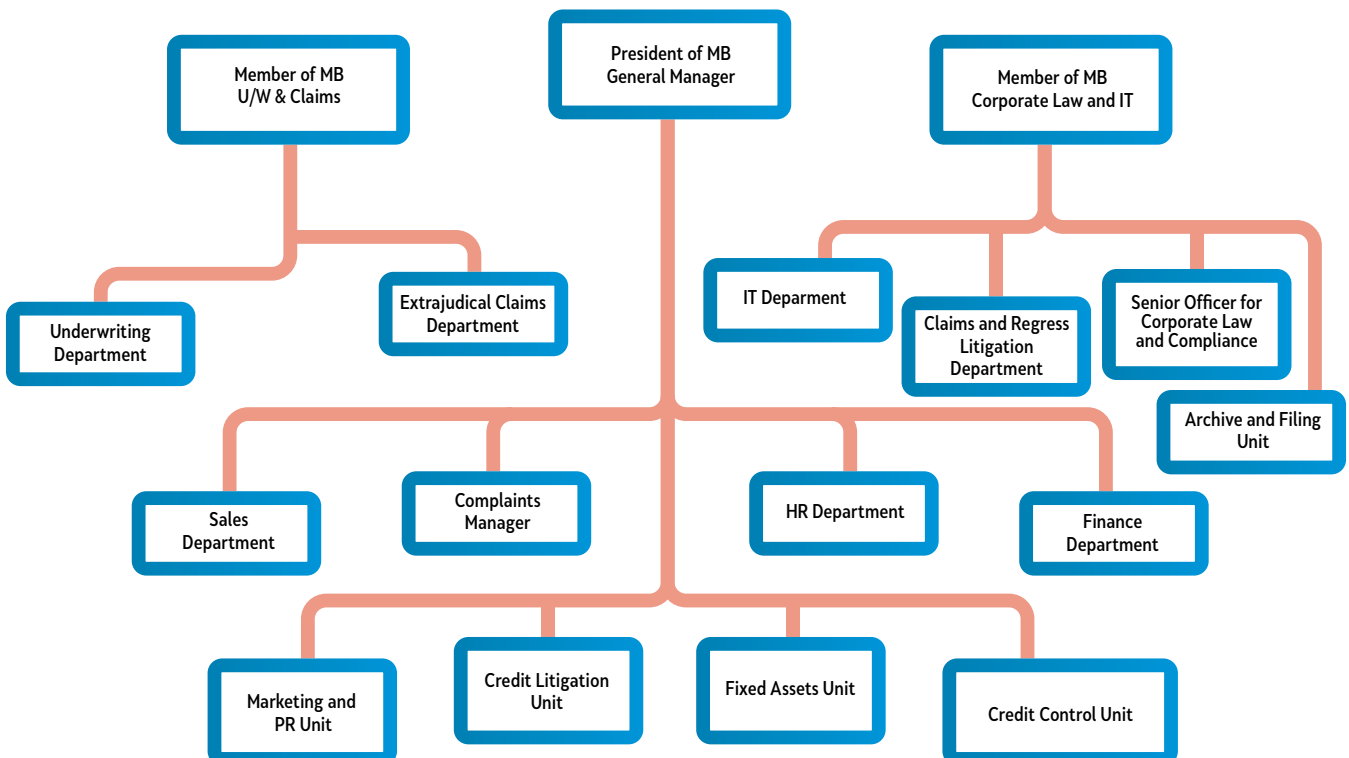 Member of MB
U/W & Claims
President of MB
General Manager
Member of MB
Corporate Law and IT
Underwriting
Department
Extrajudical Claims
Department
IT Deparment
Claims and Regress
Litigation
Department
Senior Officer for
Corporate Law
and Compliance
Archive and Filing
Unit
Sales
Department
Complaints
Manager
HR Department
Finance
Department
Marketing and
PR Unit
Credit Litigation
Unit
Fixed Assets Unit
Credit Control Unit